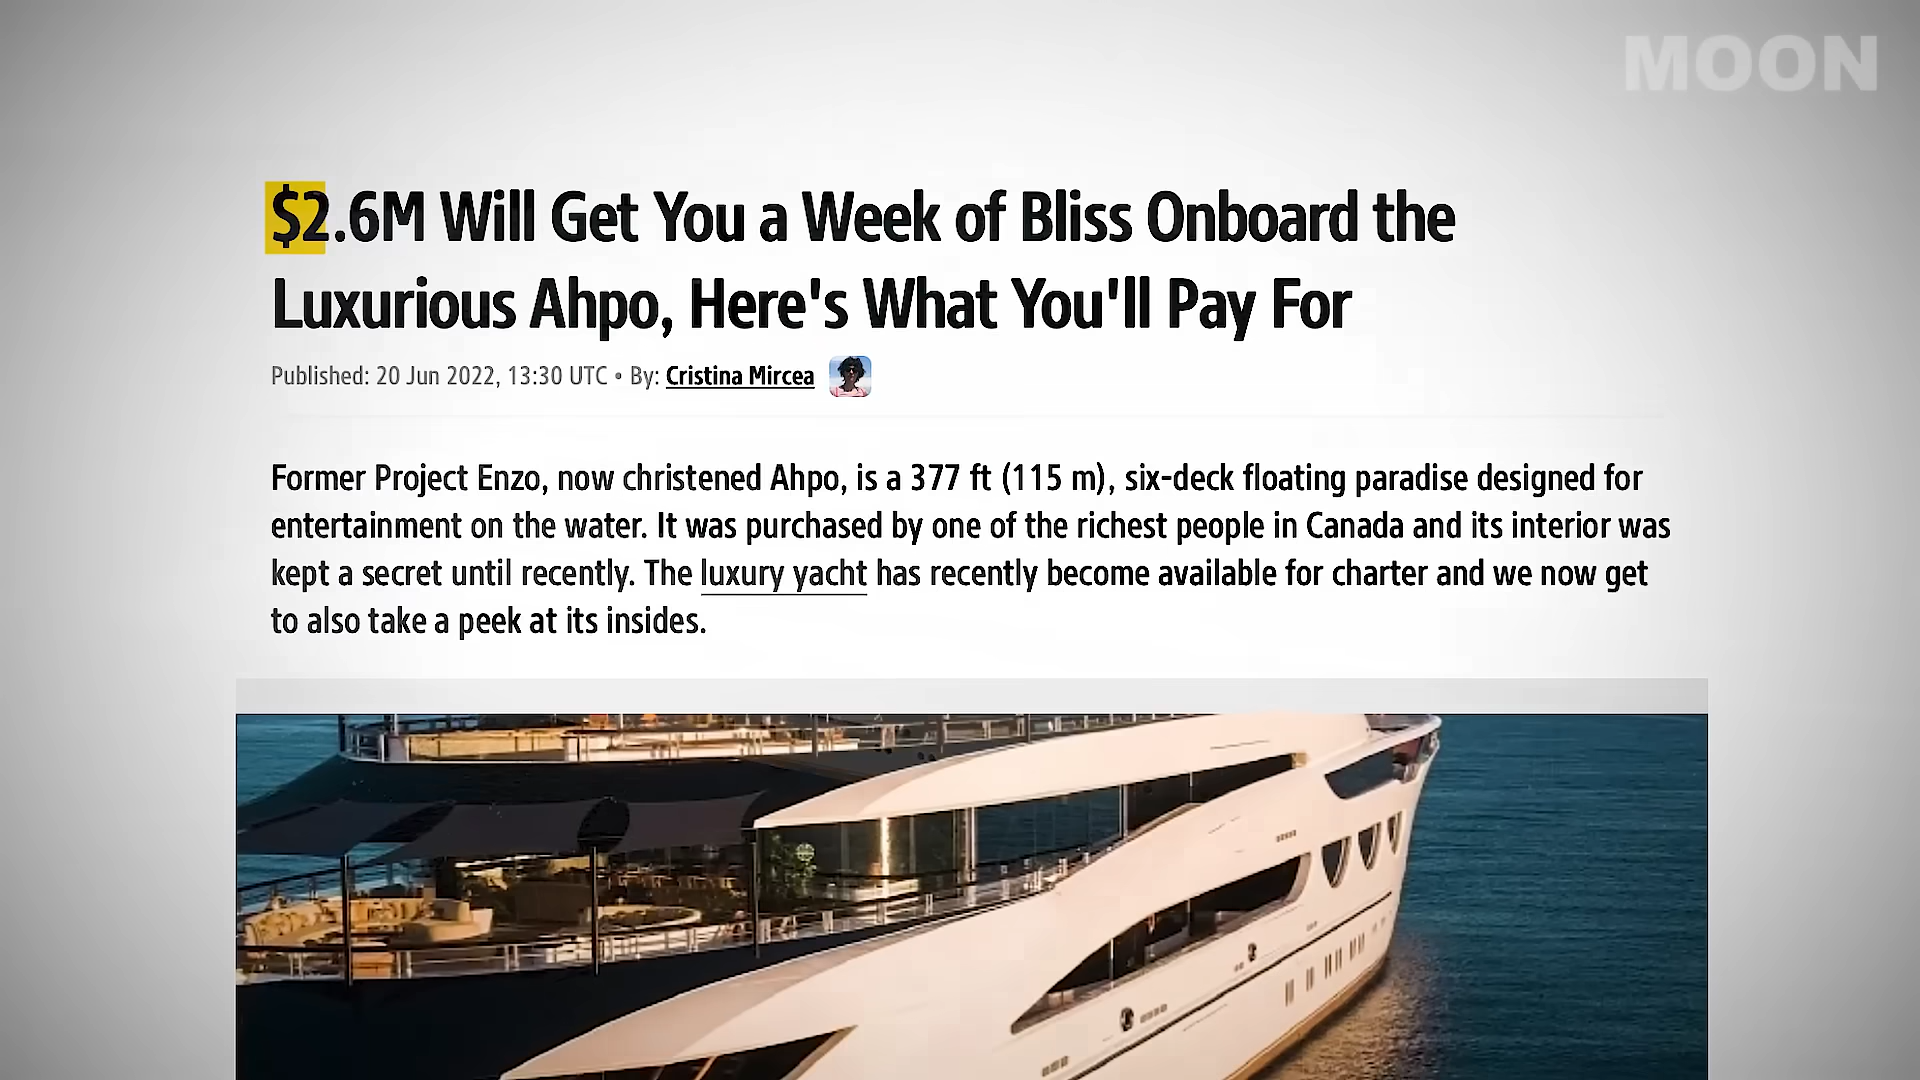 MOON
$2.6M Will Get You a Week of Bliss Onboard the
Luxurious Ahpo, Here's What You'll Pay For
Published: 20 Jun 2022, 13:30 UTC • By: Cristina Mircea
Former Project Enzo, now christened Ahpo, is a 377 ft (115 m), six-deck floating paradise designed for
entertainment on the water. It was purchased by one of the richest people in Canada and its interior was
kept a secret until recently. The luxury yacht has recently become available for charter and we now get
to also take a peek at its insides.